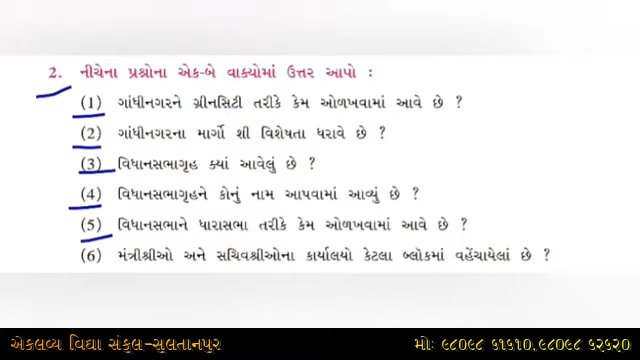 2. નીચેના પ્રશ્નોના એક-બે વાક્યોમાં ઉત્તર આપો :
(1) ગાંધીનગરને ગ્રીનસિટી તરીકે કેમ ઓળખવામાં આવે છે ?
(2) ગાંધીનગરના માર્ગો શી વિશેષતા ધરાવે છે ?
(3) વિધાનસભાગૃહ ક્યાં આવેલું છે ?
(4) વિધાનસભાગૃહને કોનું નામ આપવામાં આવ્યું છે ?
(5) વિધાનસભાને ધારાસભા તરીકે કેમ ઓળખવામાં આવે છે ?
(6) મંત્રીશ્રીઓ અને સચિવશ્રીઓના કાર્યાલયો કેટલા બ્લૉકમાં વહેંચાયેલાં છે ?
એકલવ્ય વિદ્યા સંકુલ-સુલતાનપુર મો: ૯૮૦૯૮ ૬૧૬૧૦,૯૮૦૯૮ ૬૨૬૨૦